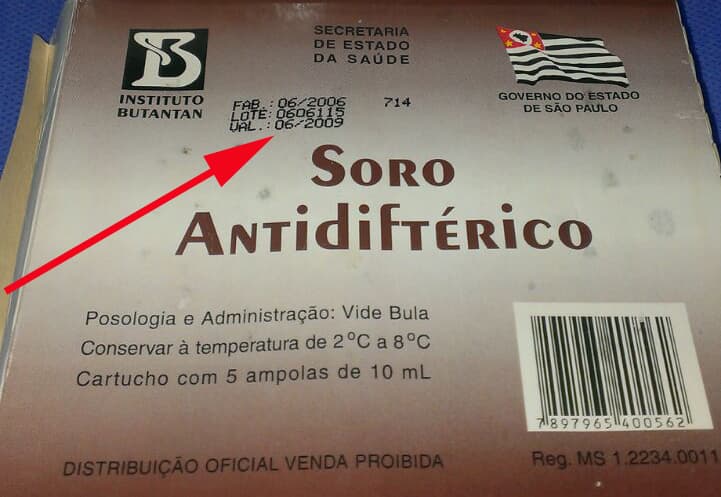 INSTITUTO
BUTANTAN
SECRETARIA
DE ESTADO
DA SAÚDE
GOVERNO DO ESTADO
DE SÃO PAULO
FAB.:06/2006 714
LOTE:0606115
VAL.:06/2009
SORO
ANTIDIFTÉRICO
Posologia e Administração: Vide Bula
Conservar à temperatura de 2°C a 8°C
Cartucho com 5 ampolas de 10 mL
7 897965 400562
DISTRIBUIÇÃO OFICIAL VENDA PROIBIDA
Reg. MS 1.2234.0011